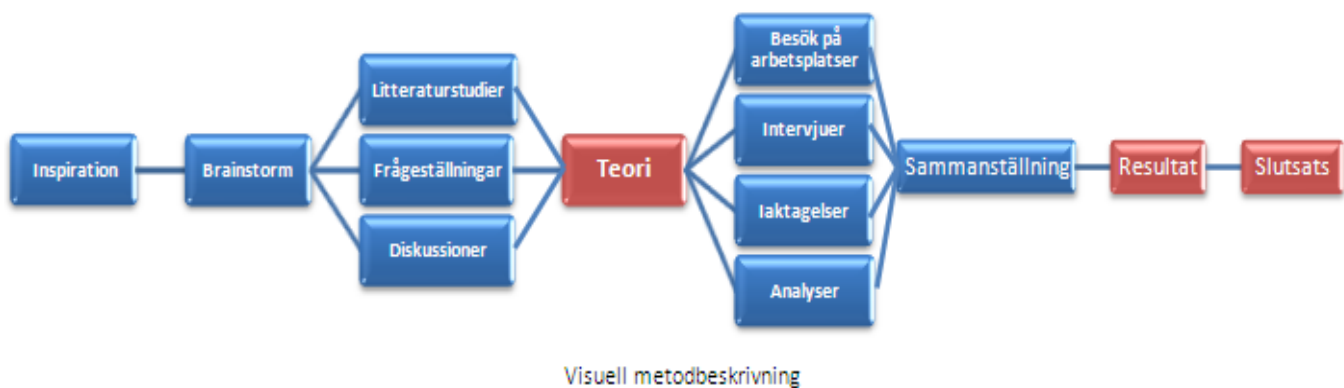 Inspiration
Brainstorm
Litteraturstudier
Frågeställningar
Diskussioner
Teori
Besök på
arbetsplatser
Intervjuer
Iaktagelser
Analyser
Sammanställning
Resultat
Slutsats
Visuell metodbeskrivning